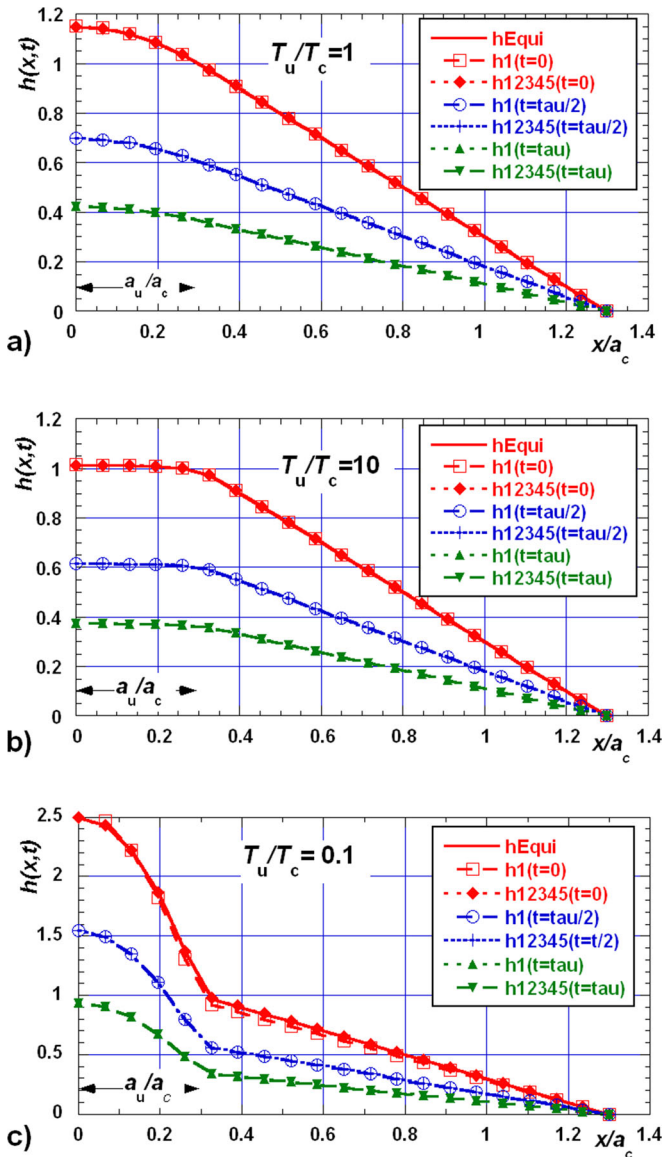 h(x,t)
1.2
1
0.8
0.6
0.4
0.2
0
T_u/T_c=1
hEqui
h1(t=0)
h12345(t=0)
h1(t=tau/2)
h12345(t=tau/2)
h1(t=tau)
h12345(t=tau)
a_u/a_c
0 0.2 0.4 0.6 0.8 1 1.2 1.4
a) x/a_c
h(x,t)
1.2
1
0.8
0.6
0.4
0.2
0
T_u/T_c=10
hEqui
h1(t=0)
h12345(t=0)
h1(t=tau/2)
h12345(t=tau/2)
h1(t=tau)
h12345(t=tau)
a_u/a_c
0 0.2 0.4 0.6 0.8 1 1.2 1.4
b) x/a_c
h(x,t)
2.5
2
1.5
1
0.5
0
T_u/T_c = 0.1
hEqui
h1(t=0)
h12345(t=0)
h1(t=tau/2)
h12345(t=t/2)
h1(t=tau)
h12345(t=tau)
a_u/a_c
0 0.2 0.4 0.6 0.8 1 1.2 1.4
c) x/a_c